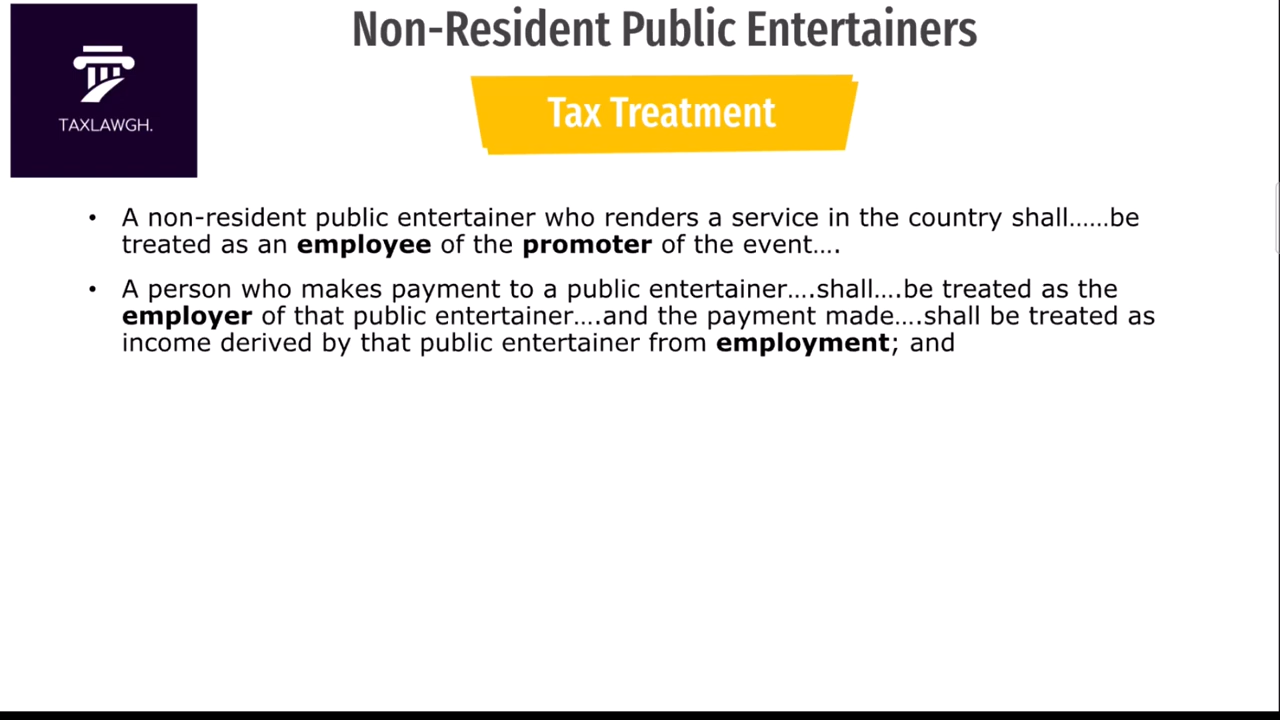 Non-Resident Public Entertainers
TAXLAWGH.
Tax Treatment
• A non-resident public entertainer who renders a service in the country shall......be
treated as an employee of the promoter of the event....
• A person who makes payment to a public entertainer....shall....be treated as the
employer of that public entertainer....and the payment made....shall be treated as
income derived by that public entertainer from employment; and